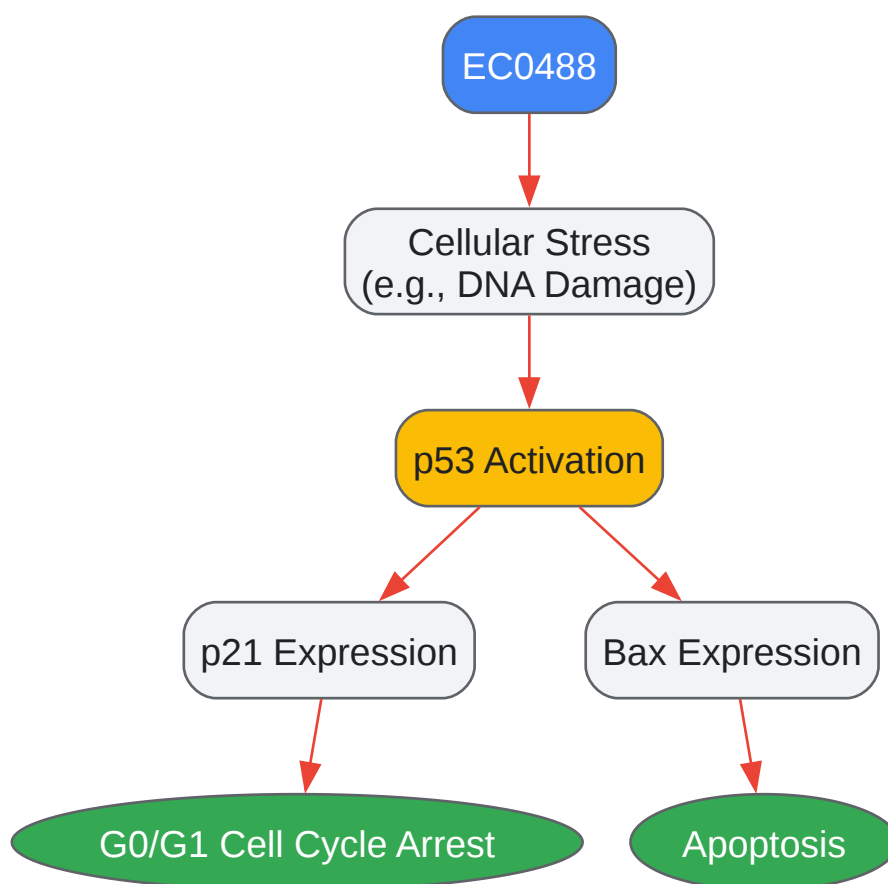 EC0488
Cellular Stress
(e.g., DNA Damage)
p53 Activation
p21 Expression
Bax Expression
G0/G1 Cell Cycle Arrest
Apoptosis